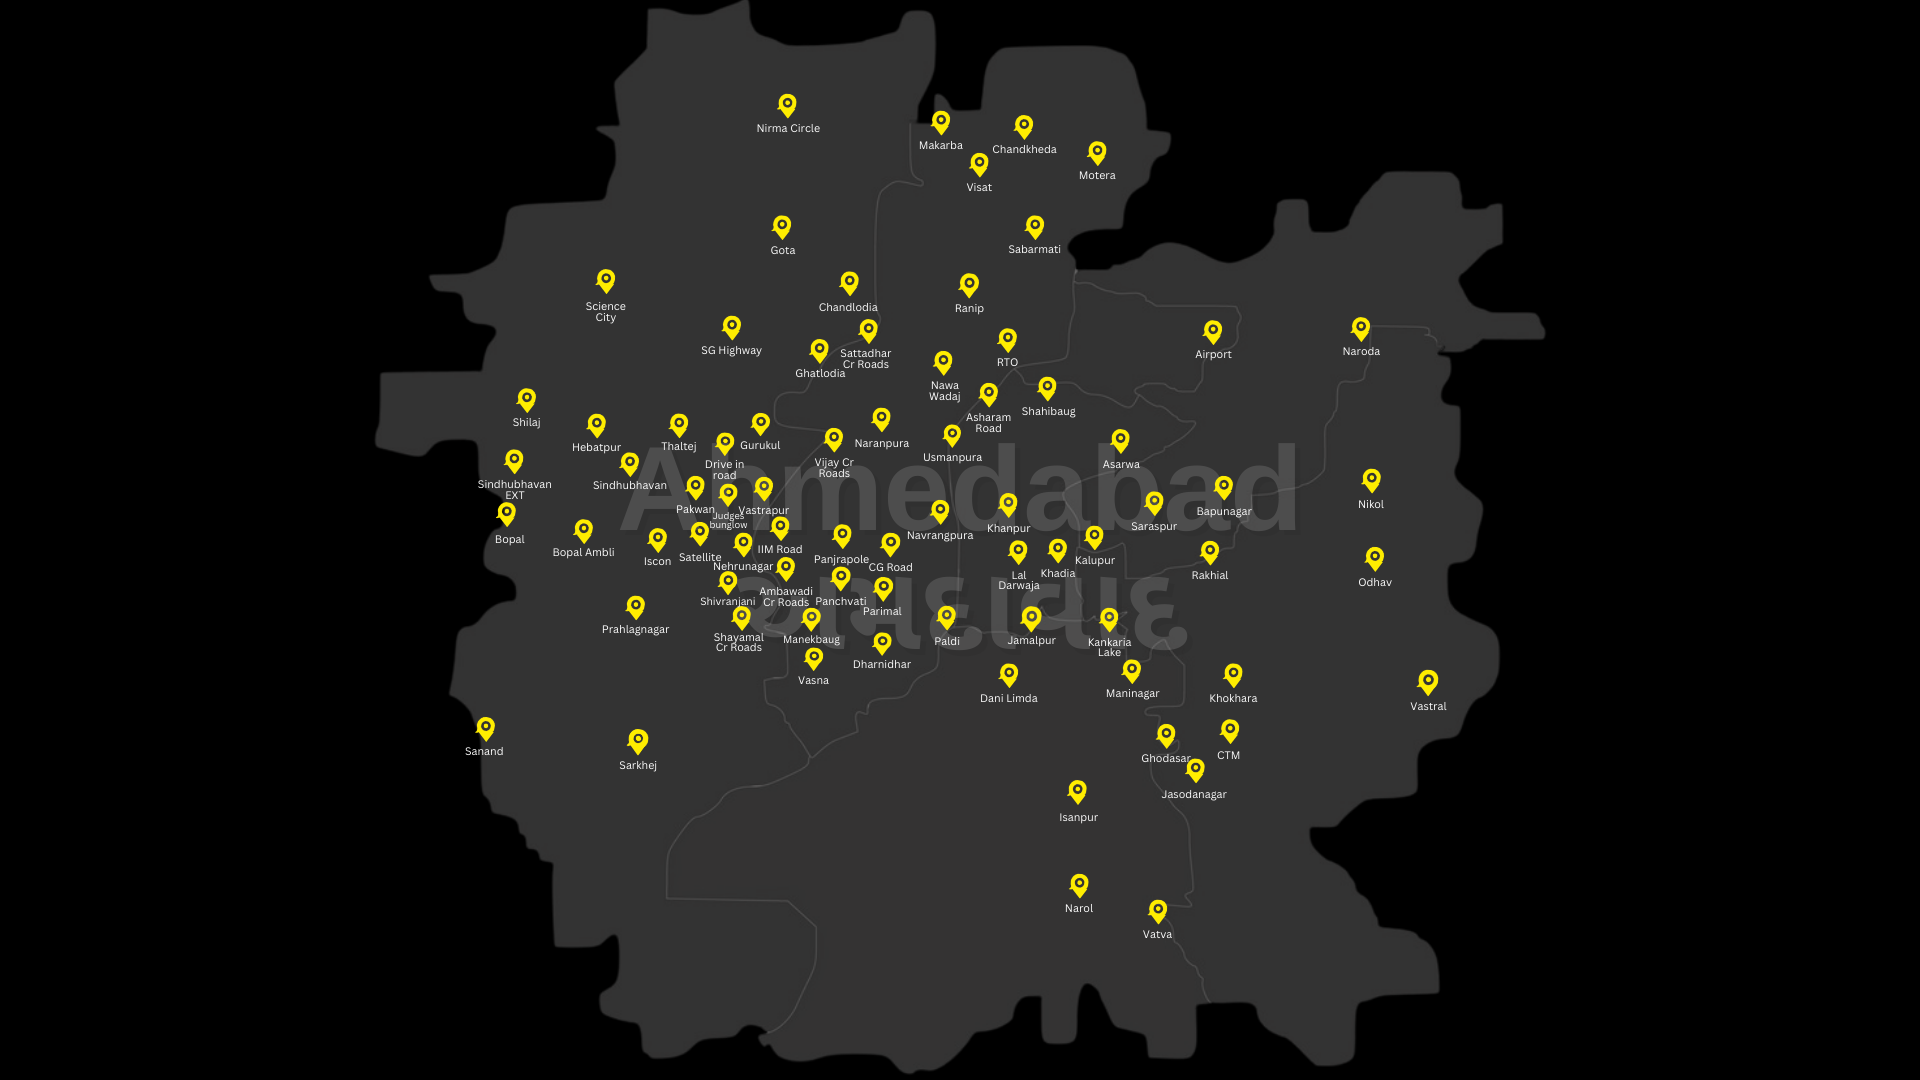 Nirma Circle
Makarba
Chandkheda
Visat
Motera
Gota
Sabarmati
Science
City
Chandlodia
Ranip
SG Highway
Sattadhar
Cr Roads
Ghatlodia
RTO
Airport
Naroda
Nawa
Wadaj
Asharam
Road
Shahibaug
Shilaj
Hebatpur
Thaltej
Gurukul
Naranpura
Drive in
road
Vijay Cr
Roads
Usmanpura
Asarwa
Sindhubhavan
EXT
Sindhubhavan
Ahmedabad
Pakwan
Judges
bunglow
Vastrapur
Nikol
Bapunagar
Saraspur
Khanpur
Navrangpura
Bopal
Bopal Ambli
Iscon
Satellite
Nehrunagar
IIM Road
Panjrapole
CG Road
Lal
Darwaja
Khadia
Kalupur
Rakhial
Odhav
Shivranjani
Ambawadi
Cr Roads
Panchvati
Parimal
Prahlagnagar
Shayamal
Cr Roads
Manekbaug
Dharnidhar
Paldi
Jamalpur
Kankaria
Lake
Vasna
Dani Limda
Maninagar
Khokhara
Vastral
Sanand
Sarkhej
Ghodasar
CTM
Jasodanagar
Isanpur
Narol
Vatva